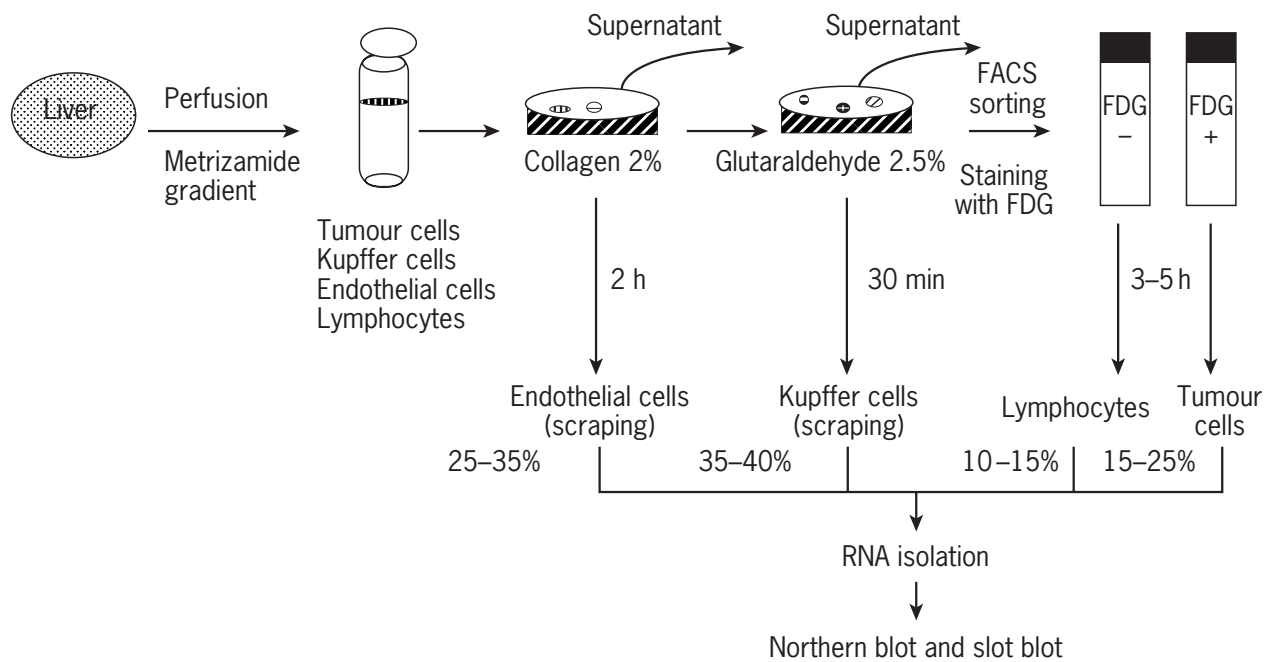 Supernatant
Supernatant
Liver
Perfusion
Metrizamide
gradient
FACS
sorting
FDG
–
FDG
+
Collagen 2%
Glutaraldehyde 2.5%
Staining
with FDG
Tumour cells
Kupffer cells
Endothelial cells
Lymphocytes
2 h
30 min
3–5 h
Endothelial cells
(scraping)
Kupffer cells
(scraping)
Lymphocytes
Tumour
cells
25–35%
35–40%
10–15%
15–25%
RNA isolation
Northern blot and slot blot